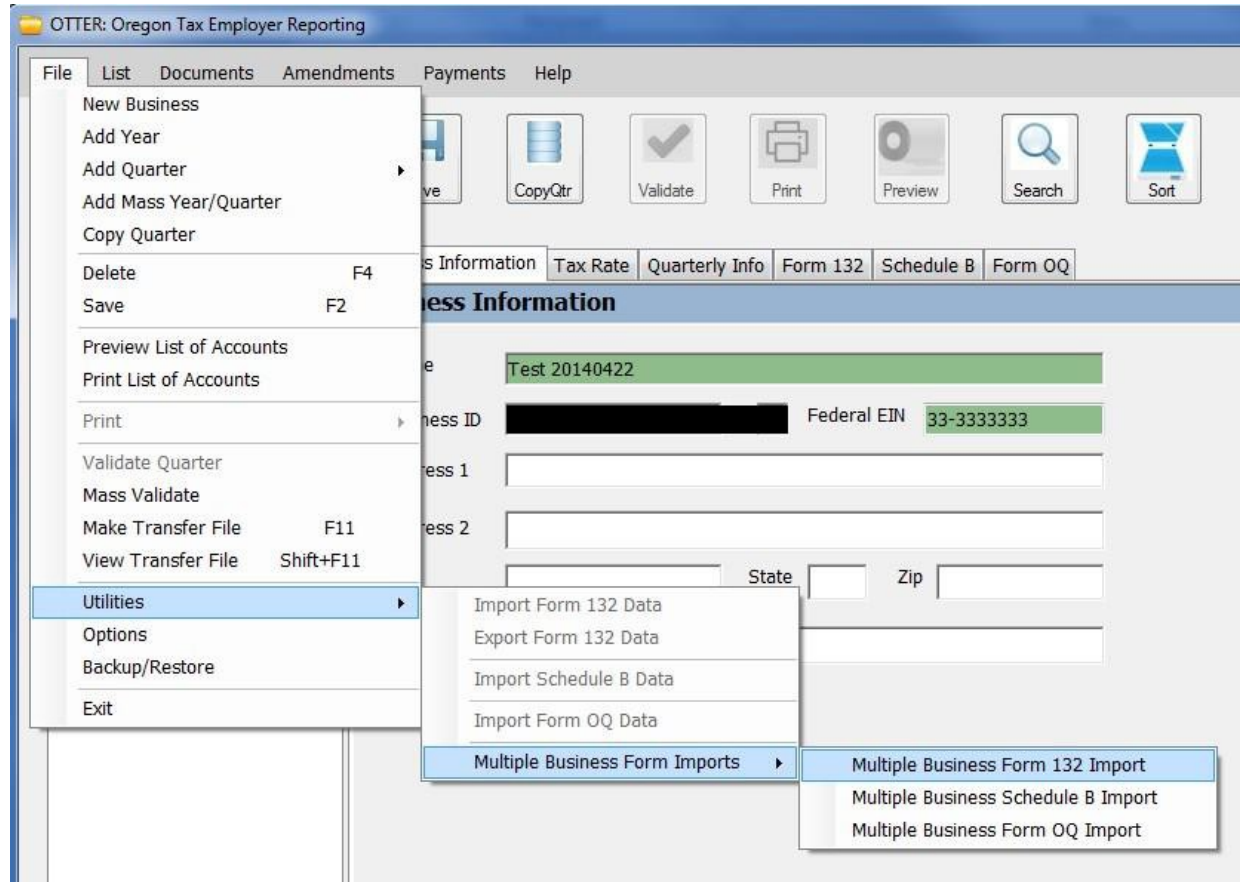 OTTER: Oregon Tax Employer Reporting
File List Documents Amendments Payments Help
New Business
Add Year
Add Quarter
Add Mass Year/Quarter
Copy Quarter
Delete F4
Save F2
Preview List of Accounts
Print List of Accounts
Print
Validate Quarter
Mass Validate
Make Transfer File F11
View Transfer File Shift+F11
Utilities
Options
Backup/Restore
Exit
ve CopyQtr Validate Print Preview Search Sort
ss Information Tax Rate Quarterly Info Form 132 Schedule B Form OQ
ness Information
e Test 20140422
ness ID Federal EIN 33-3333333
ress 1
ress 2
State Zip
Import Form 132 Data
Export Form 132 Data
Import Schedule B Data
Import Form OQ Data
Multiple Business Form Imports
Multiple Business Form 132 Import
Multiple Business Schedule B Import
Multiple Business Form OQ Import